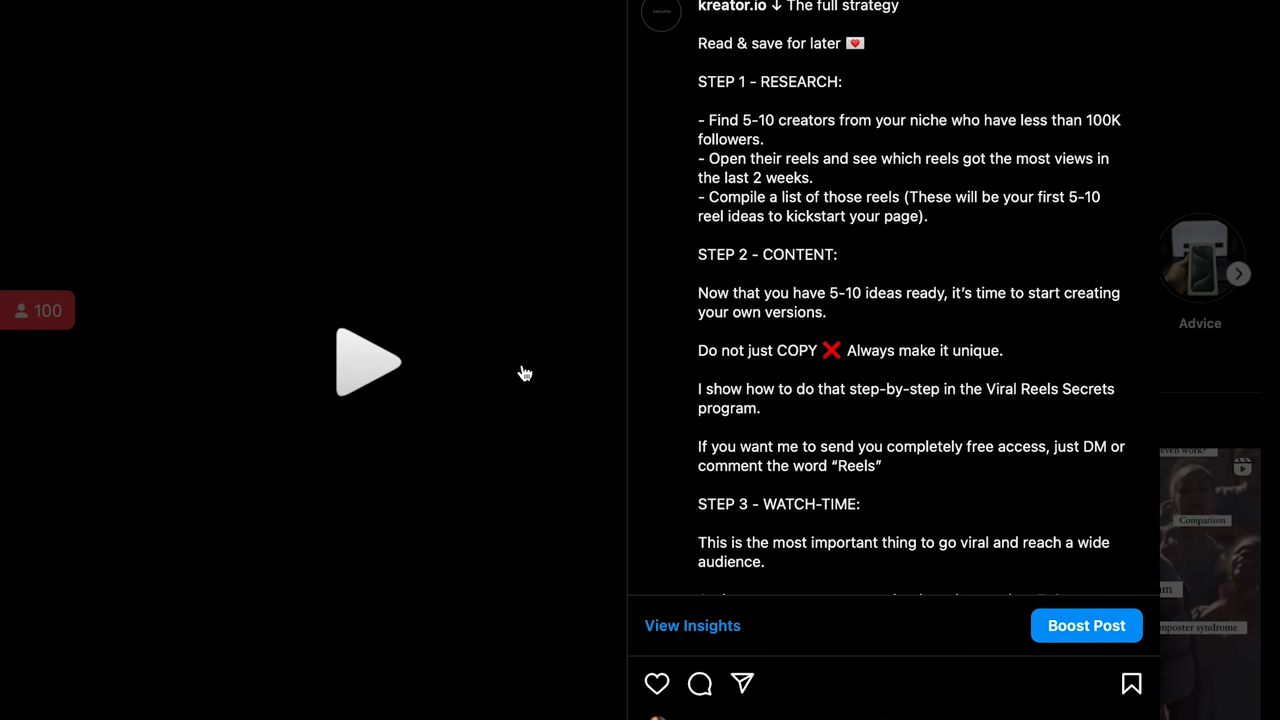 kreator.io ↓ The full strategy
Read & save for later 💌
STEP 1 - RESEARCH:
- Find 5-10 creators from your niche who have less than 100K
followers.
- Open their reels and see which reels got the most views in
the last 2 weeks.
- Compile a list of those reels (These will be your first 5-10
reel ideas to kickstart your page).
STEP 2 - CONTENT:
Now that you have 5-10 ideas ready, it’s time to start creating
your own versions.
Do not just COPY ❌ Always make it unique.
I show how to do that step-by-step in the Viral Reels Secrets
program.
If you want me to send you completely free access, just DM or
comment the word “Reels”
STEP 3 - WATCH-TIME:
This is the most important thing to go viral and reach a wide
audience.
View Insights
Boost Post
100
Advice
even work?
Comparison
imposter syndrome